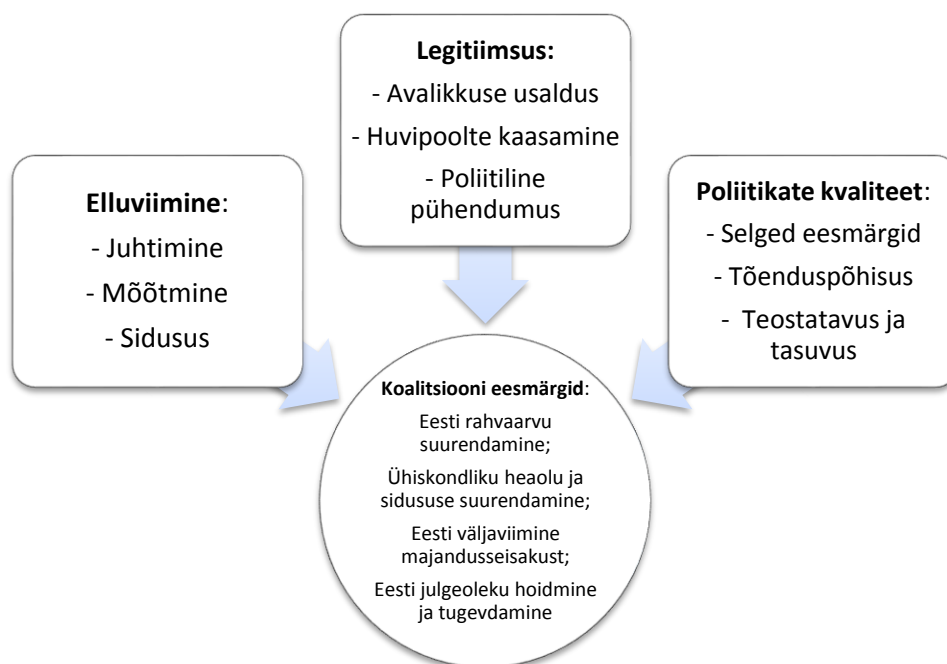 Legitiimsus:
- Avalikkuse usaldus
- Huvipoolte kaasamine
- Poliitiline
pühendumus
Elluviimine:
- Juhtimine
- Mõõtmine
- Sidusus
Poliitikate kvaliteet:
- Selged eesmärgid
- Tõenduspõhisus
- Teostatavus ja
tasuvus
Koalitsiooni eesmärgid:
Eesti rahvaarvu
suurendamine;
Ühiskondliku heaolu ja
sidususe suurendamine;
Eesti väljaviimine
majandusseisakust;
Eesti julgeoleku hoidmine
ja tugevdamine